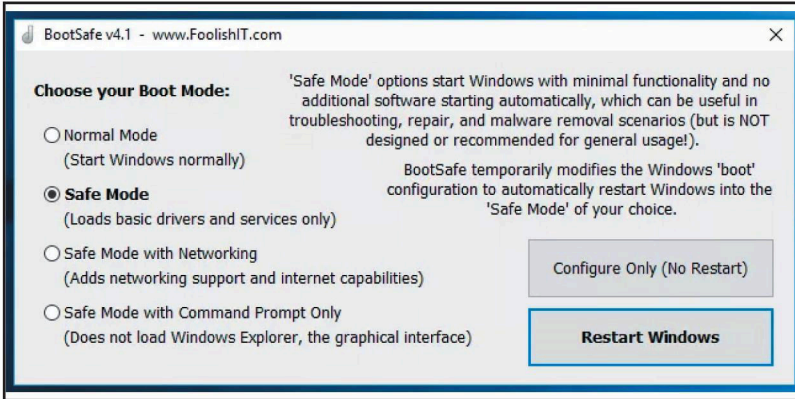 BootSafe v4.1 - www.FoolishIT.com
Choose your Boot Mode:
Normal Mode
(Start Windows normally)
Safe Mode
(Loads basic drivers and services only)
Safe Mode with Networking
(Adds networking support and internet capabilities)
Safe Mode with Command Prompt Only
(Does not load Windows Explorer, the graphical interface)
'Safe Mode' options start Windows with minimal functionality and no
additional software starting automatically, which can be useful in
troubleshooting, repair, and malware removal scenarios (but is NOT
designed or recommended for general usage!).
BootSafe temporarily modifies the Windows 'boot'
configuration to automatically restart Windows into the
'Safe Mode' of your choice.
Configure Only (No Restart)
Restart Windows